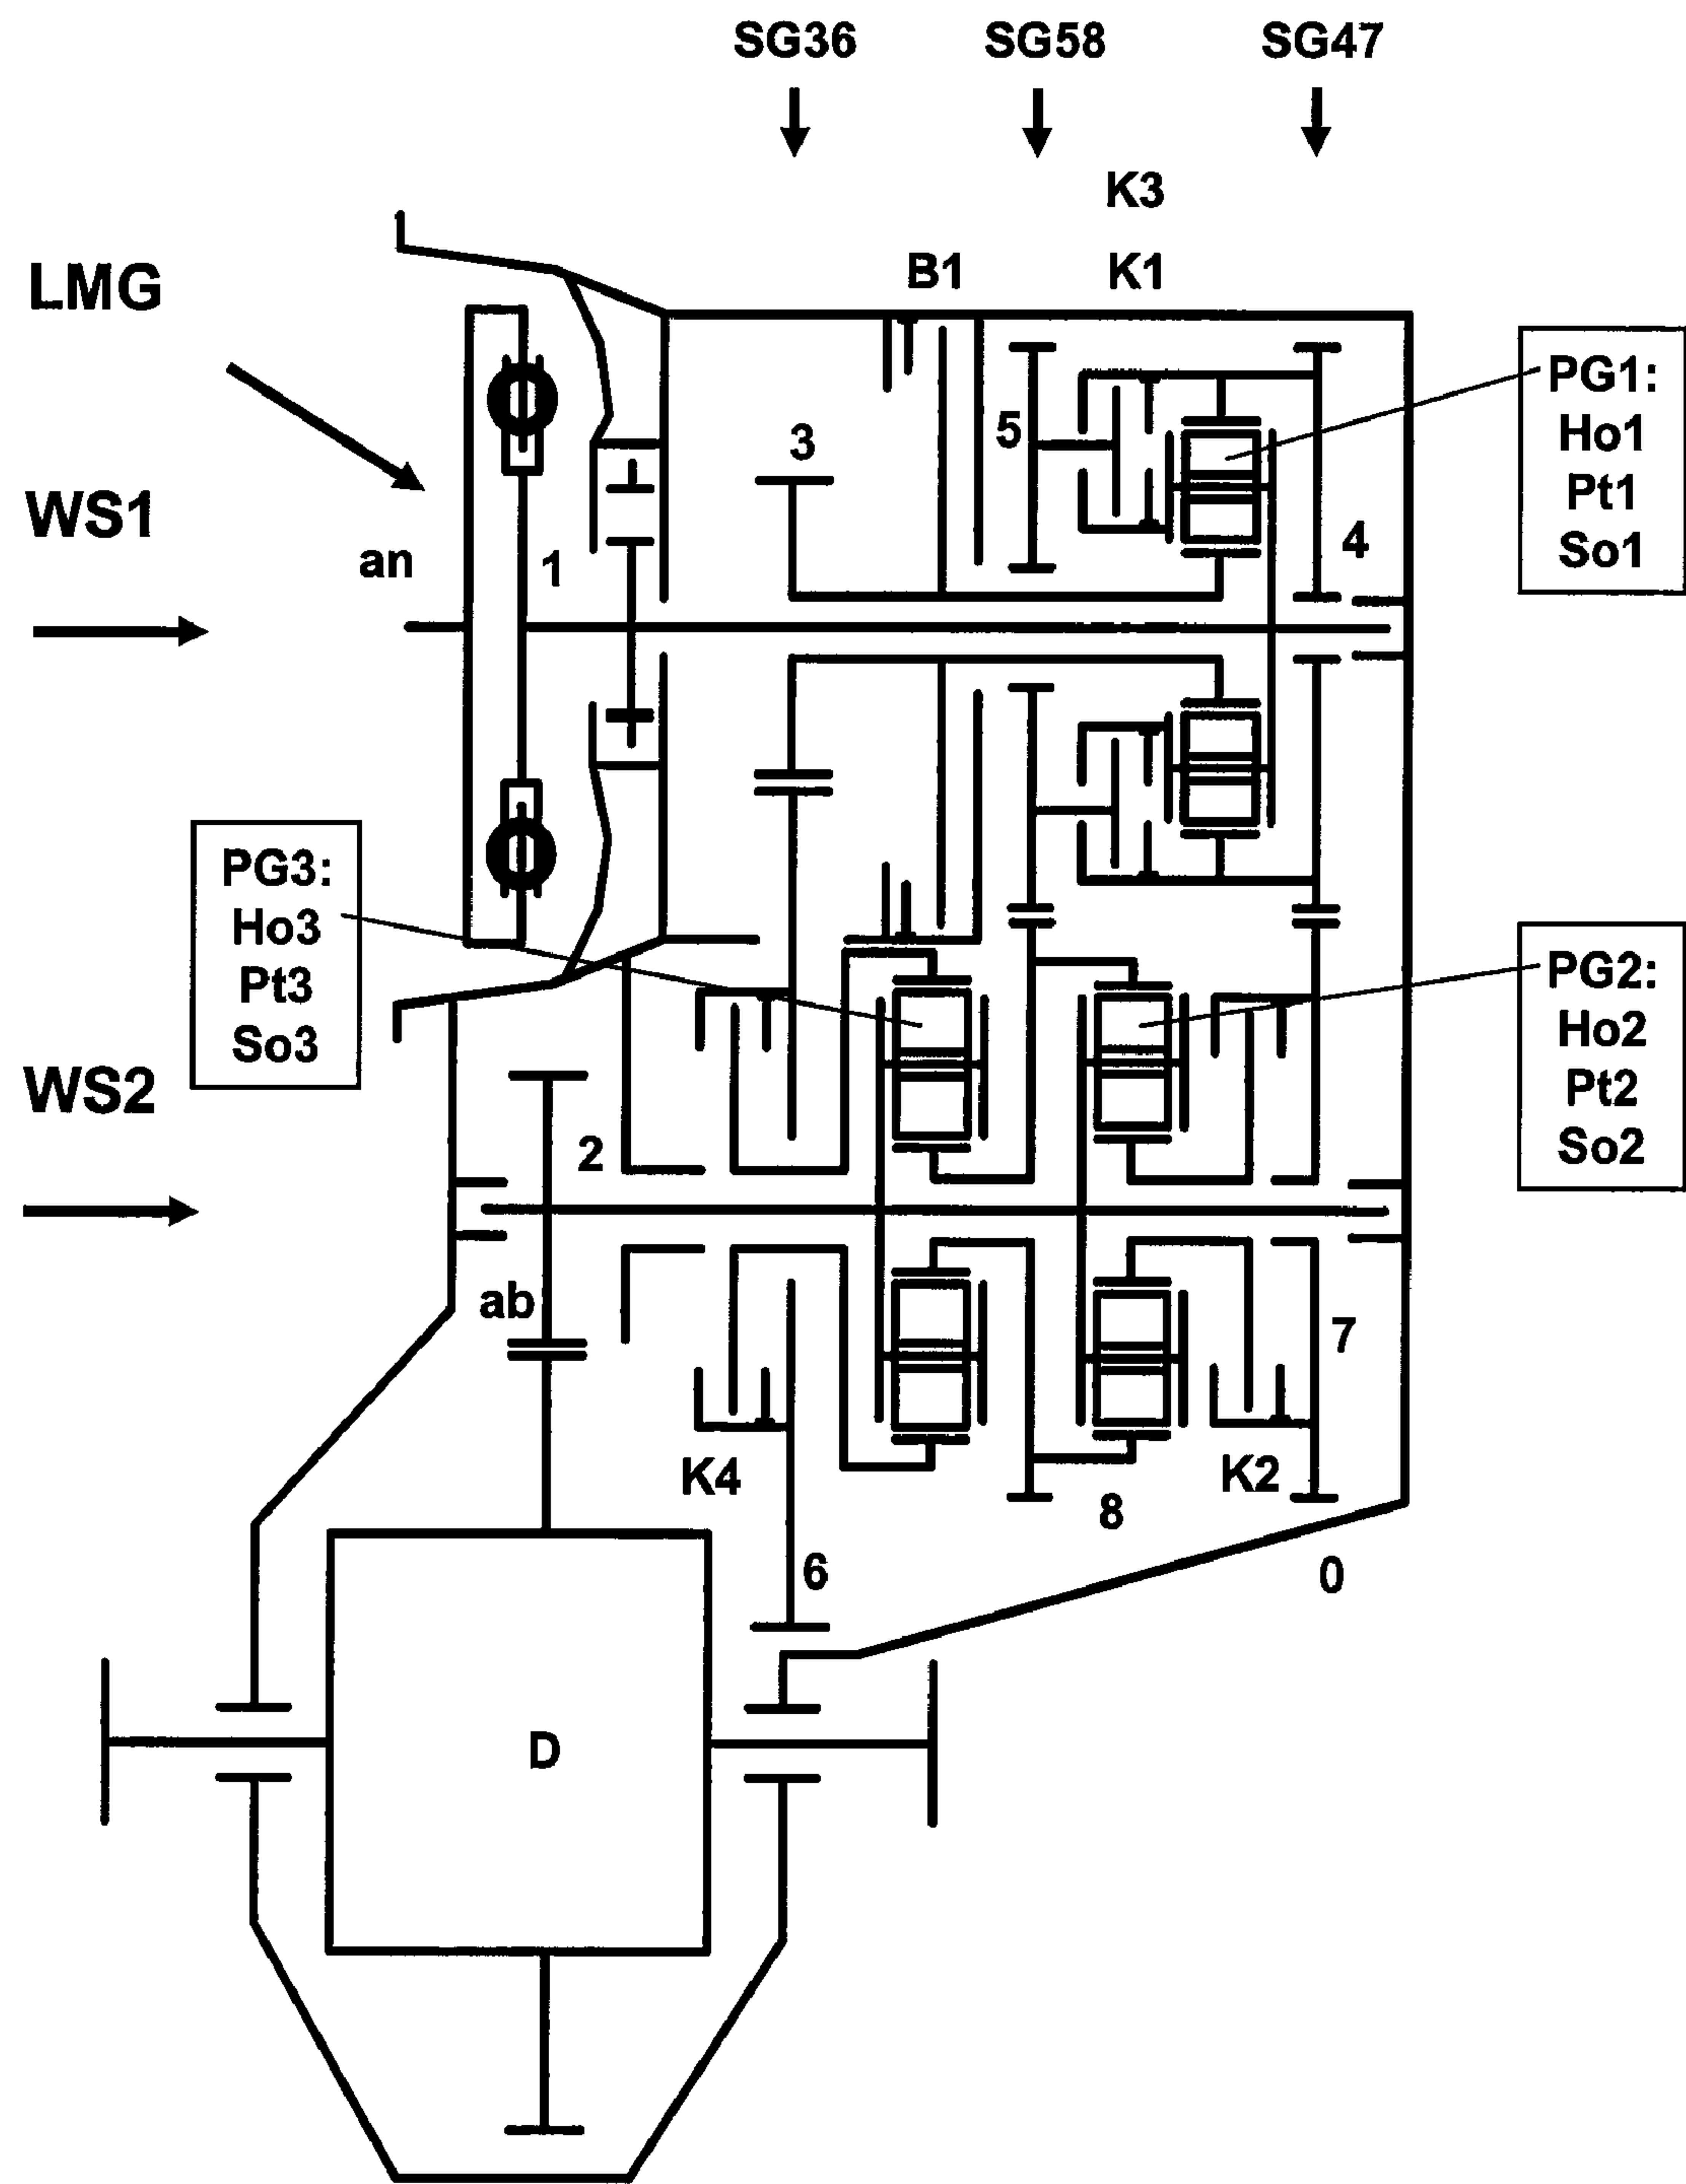 SG36 SG58 SG47
K3
LMG
B1 K1
PG1:
Ho1
Pt1
So1
3
5
WS1
an
1
4
PG3:
Ho3
Pt3
So3
PG2:
Ho2
Pt2
So2
WS2
2
ab
7
K4
K2
8
6
0
D